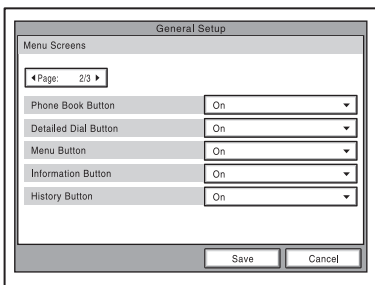 General Setup
Menu Screens
Page: 2/3
Phone Book Button On
Detailed Dial Button On
Menu Button On
Information Button On
History Button On
Save Cancel